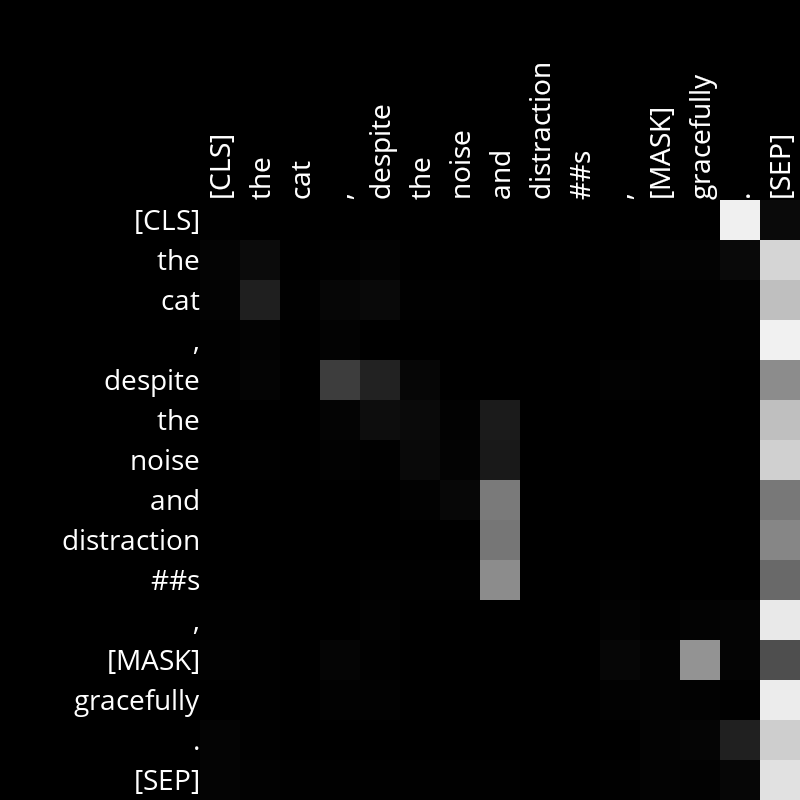 [CLS]
the
cat
,
despite
the
noise
and
distraction
##s
,
[MASK]
gracefully
.
[SEP]
[CLS]
the
cat
,
despite
the
noise
and
distraction
##s
,
[MASK]
gracefully
.
[SEP]